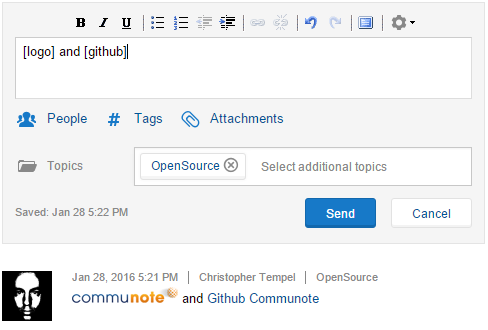 B I U
[logo] and [github]
People # Tags Attachments
Topics OpenSource Select additional topics
Saved: Jan 28 5:22 PM Send Cancel
Jan 28, 2016 5:21 PM Christopher Tempel OpenSource
communote and Github Communote